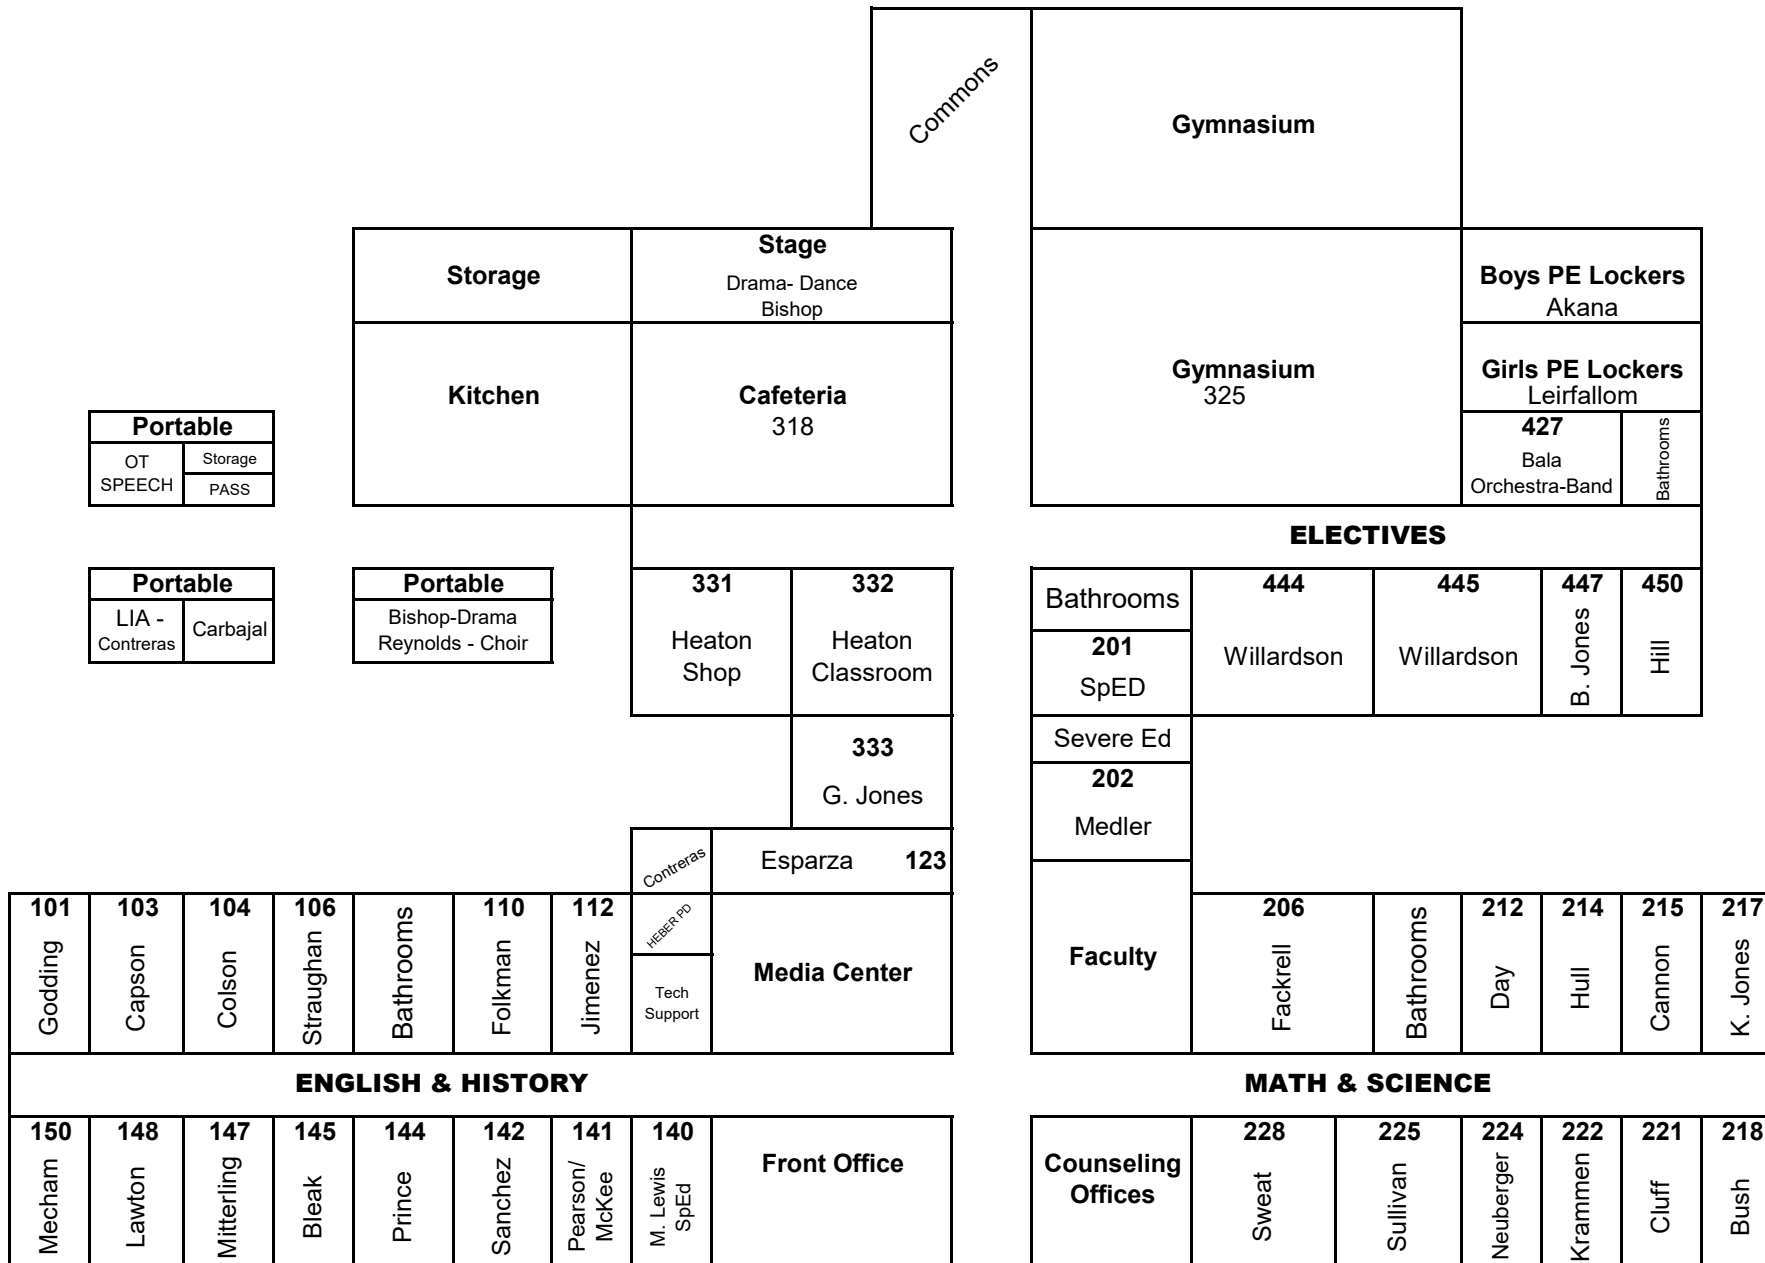 Commons
Gymnasium
Storage
Stage
Drama- Dance
Bishop
Boys PE Lockers
Akana
Kitchen
Cafeteria
318
Gymnasium
325
Girls PE Lockers
Leirfallom
427
Bala
Orchestra-Band
Bathrooms
Portable
OT
SPEECH
Storage
PASS
ELECTIVES
Portable
LIA -
Contreras
Carbajal
Portable
Bishop-Drama
Reynolds - Choir
331
Heaton
Shop
332
Heaton
Classroom
Bathrooms
201
SpED
444
Willardson
445
Willardson
447
B. Jones
450
Hill
333
G. Jones
Severe Ed
202
Medler
Contreras
Esparza 123
101
Godding
103
Capson
104
Colson
106
Straughan
Bathrooms
110
Folkman
112
Jimenez
HEBER PD
Tech
Support
Media Center
Faculty
206
Fackrell
Bathrooms
212
Day
214
Hull
215
Cannon
217
K. Jones
ENGLISH & HISTORY
MATH & SCIENCE
150
Mecham
148
Lawton
147
Mitterling
145
Bleak
144
Prince
142
Sanchez
141
Pearson/
McKee
140
M. Lewis
SpEd
Front Office
Counseling
Offices
228
Sweat
225
Sullivan
224
Neuberger
222
Krammen
221
Cluff
218
Bush